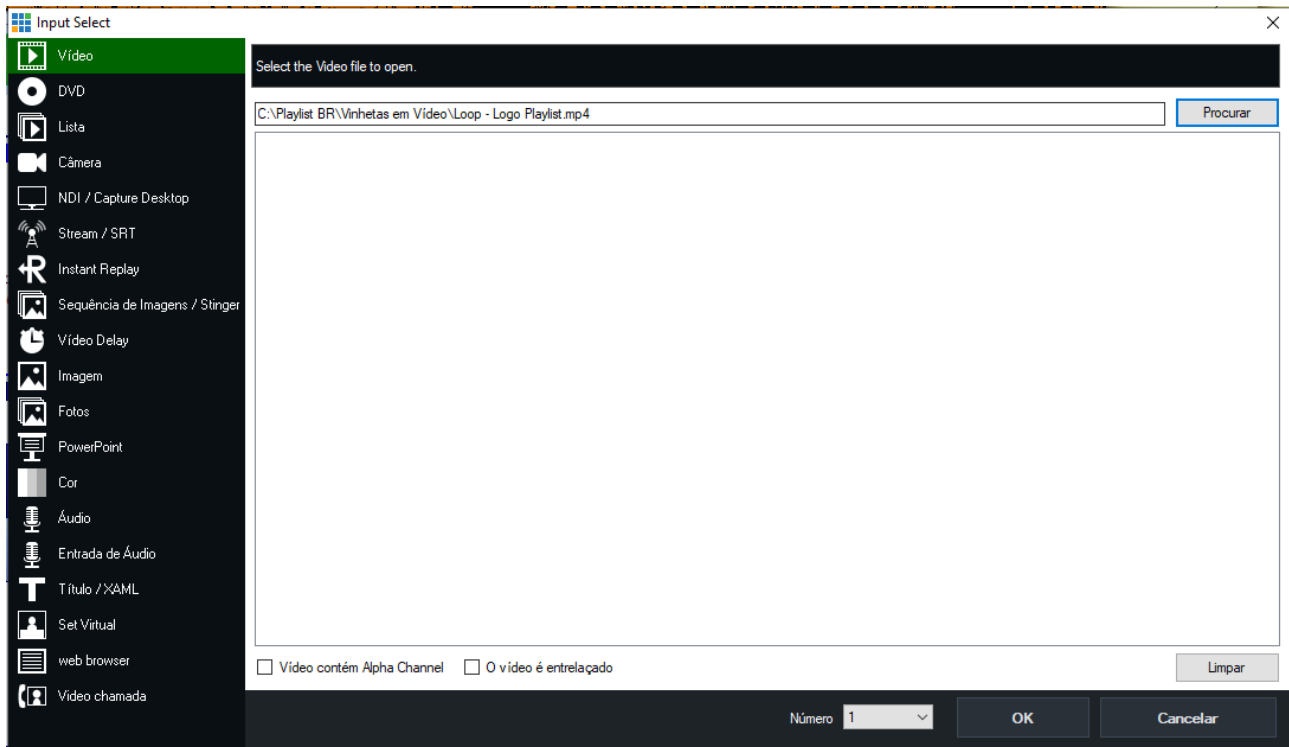 Input Select
Vídeo
DVD
Lista
Câmera
NDI / Capture Desktop
Stream / SRT
Instant Replay
Sequência de Imagens / Stinger
Vídeo Delay
Imagem
Fotos
PowerPoint
Cor
Áudio
Entrada de Áudio
Título / XAML
Set Virtual
web browser
Video chamada
Select the Video file to open.
C:\Playlist BR\Vinhetas em Vídeo\Loop - Logo Playlist.mp4
Procurar
Vídeo contém Alpha Channel
O vídeo é entrelaçado
Limpar
Número
1
OK
Cancelar